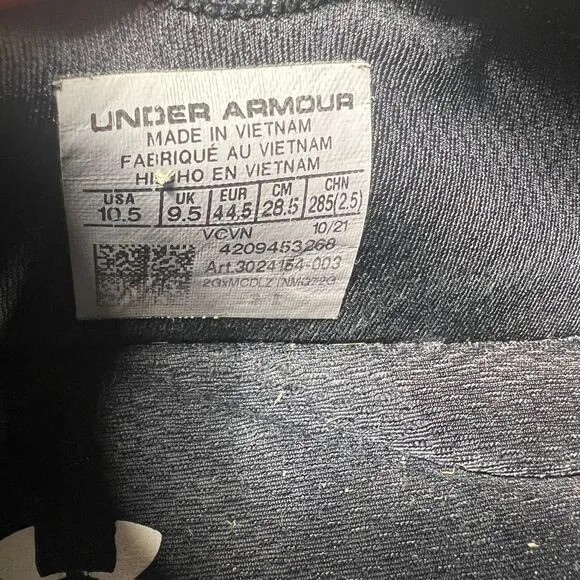 UNDER ARMOUR
MADE IN VIETNAM
FABRIQUÉ AU VIETNAM
EN VIETNAM
USA UK EUR CM CHN
10.5 9.5 44.5 28.5 285(2.5)
VCVN 10/21
4209453268
Art.3024154-003